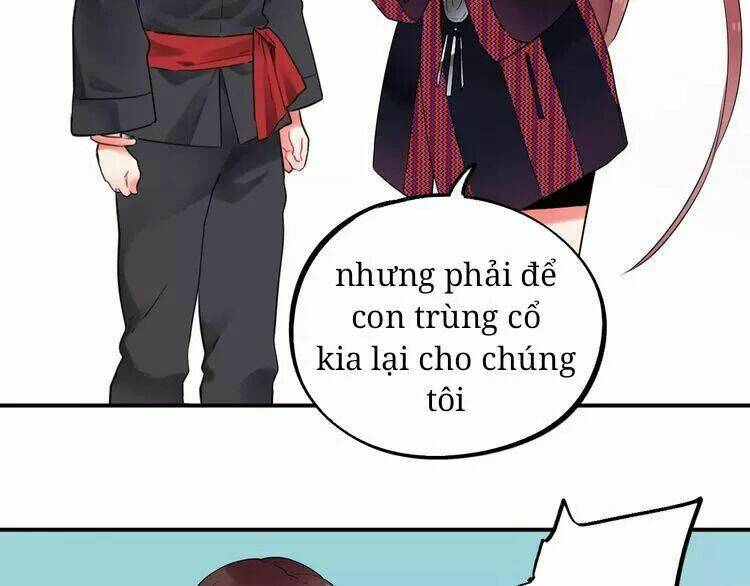 nhưng phải để
con trùng cổ
kia lại cho chúng
tôi